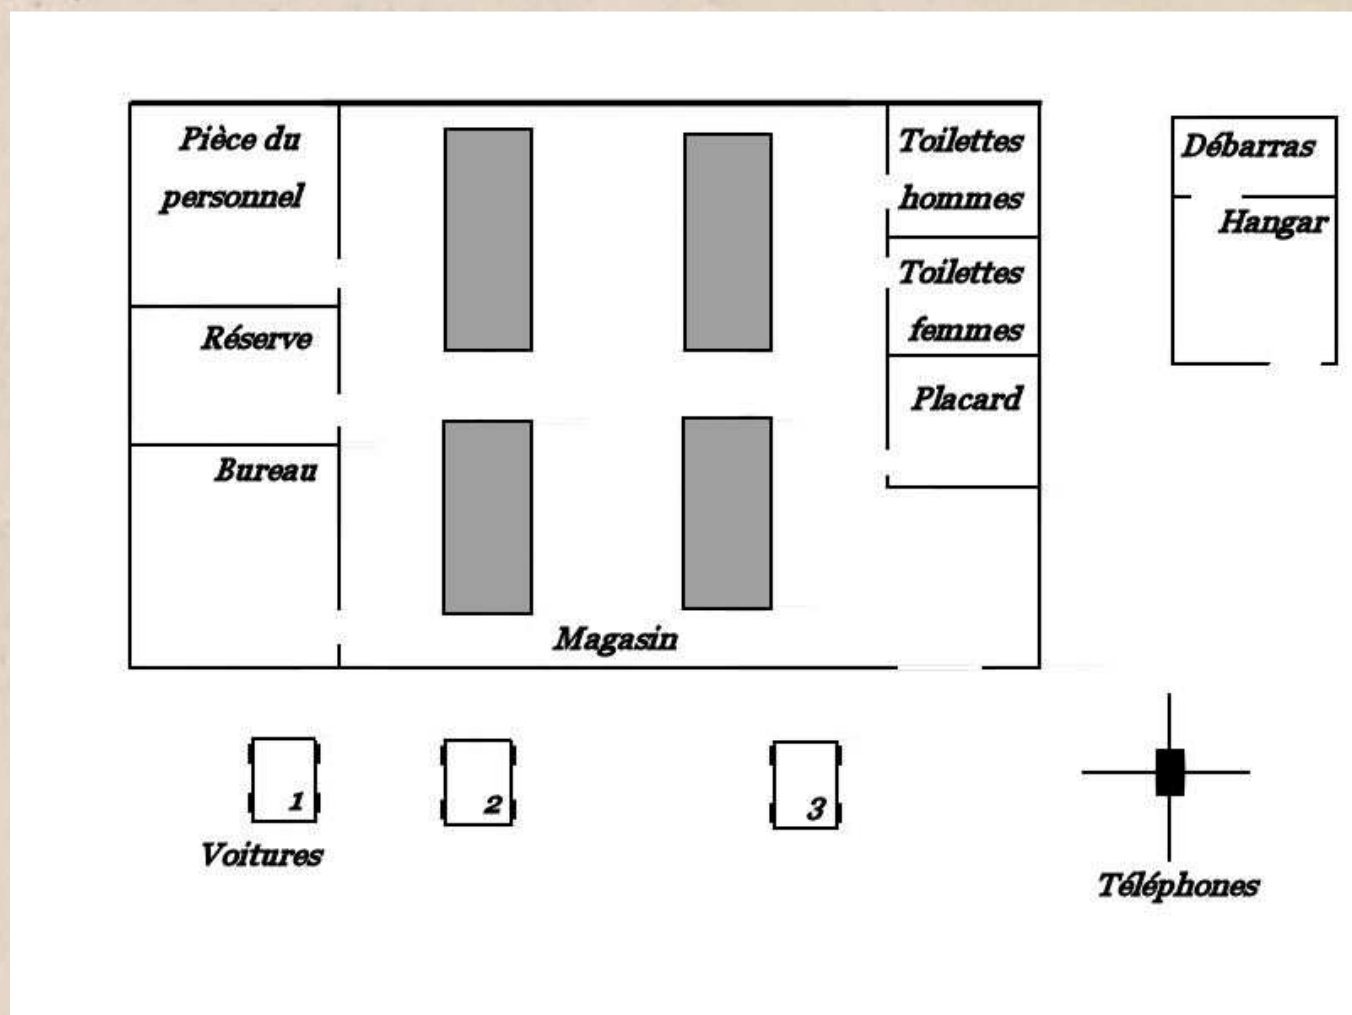 Pièce du
personnel
Réserve
Bureau
Magasin
Toilettes
hommes
Toilettes
femmes
Placard
Débarras
Hangar
1
2
3
Voitures
Téléphones